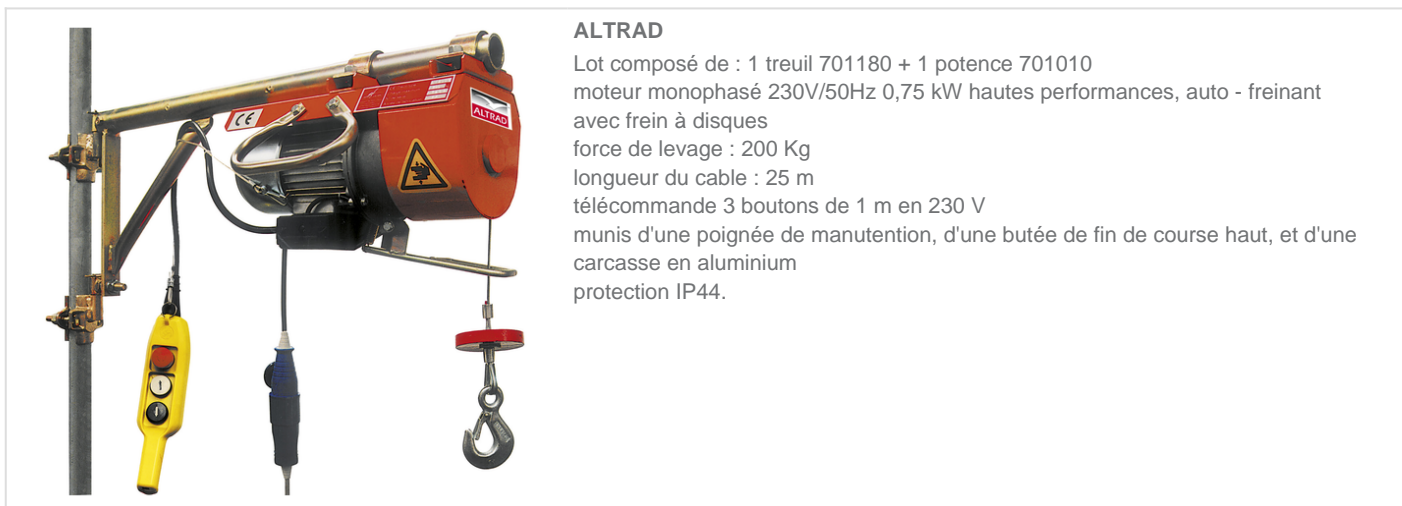 ALTRAD
Lot composé de : 1 treuil 701180 + 1 potence 701010
moteur monophasé 230V/50Hz 0,75 kW hautes performances, auto - freinant
avec frein à disques
force de levage : 200 Kg
longueur du cable : 25 m
télécommande 3 boutons de 1 m en 230 V
munis d'une poignée de manutention, d'une butée de fin de course haut, et d'une
carcasse en aluminium
protection IP44.
CE
ALTRAD